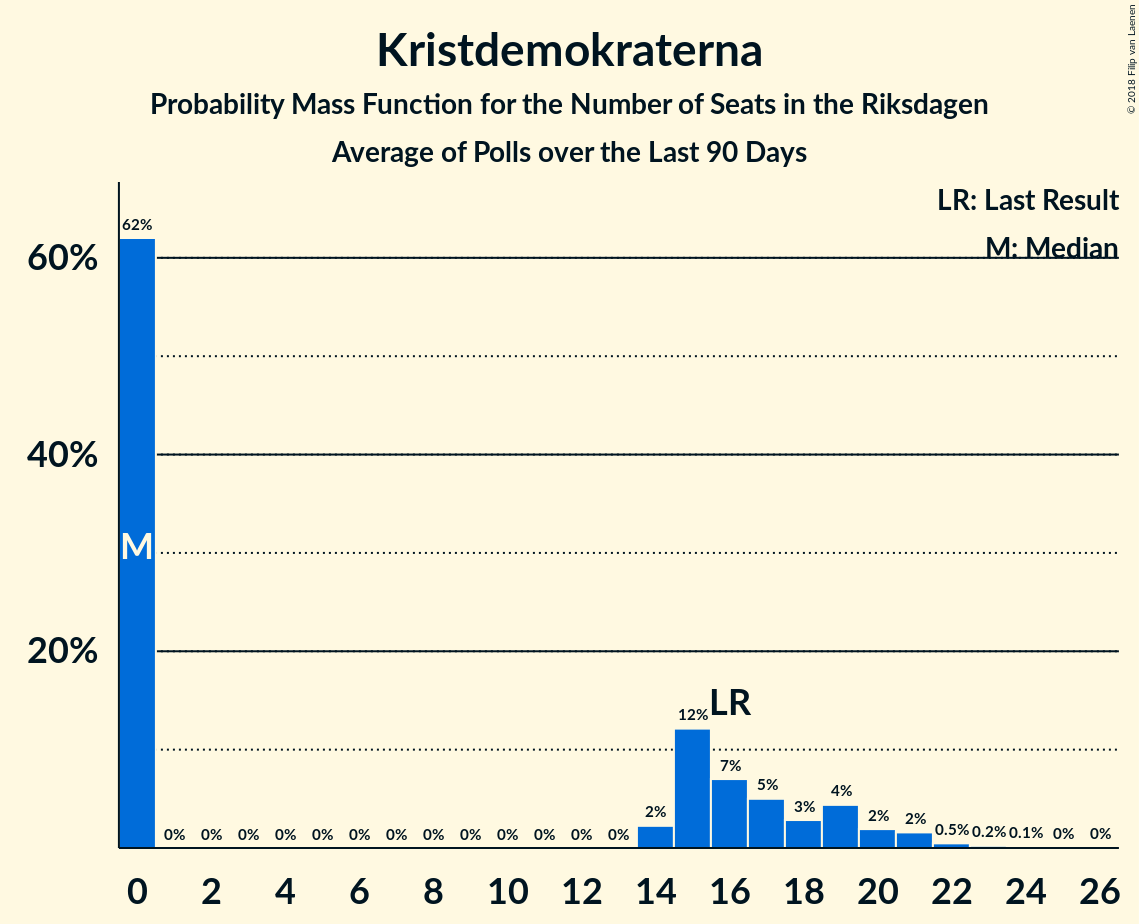 Kristdemokraterna
Probability Mass Function for the Number of Seats in the Riksdagen
Average of Polls over the Last 90 Days
© 2018 Filip van Laenen
LR: Last Result
M: Median
62%
60%
40%
M
20%
LR
12%
7%
5%
4%
3%
2%
2%
2%
0% 0% 0% 0% 0% 0% 0% 0% 0% 0% 0% 0% 0% 0.5% 0.2% 0.1% 0% 0%
0 2 4 6 8 10 12 14 16 18 20 22 24 26